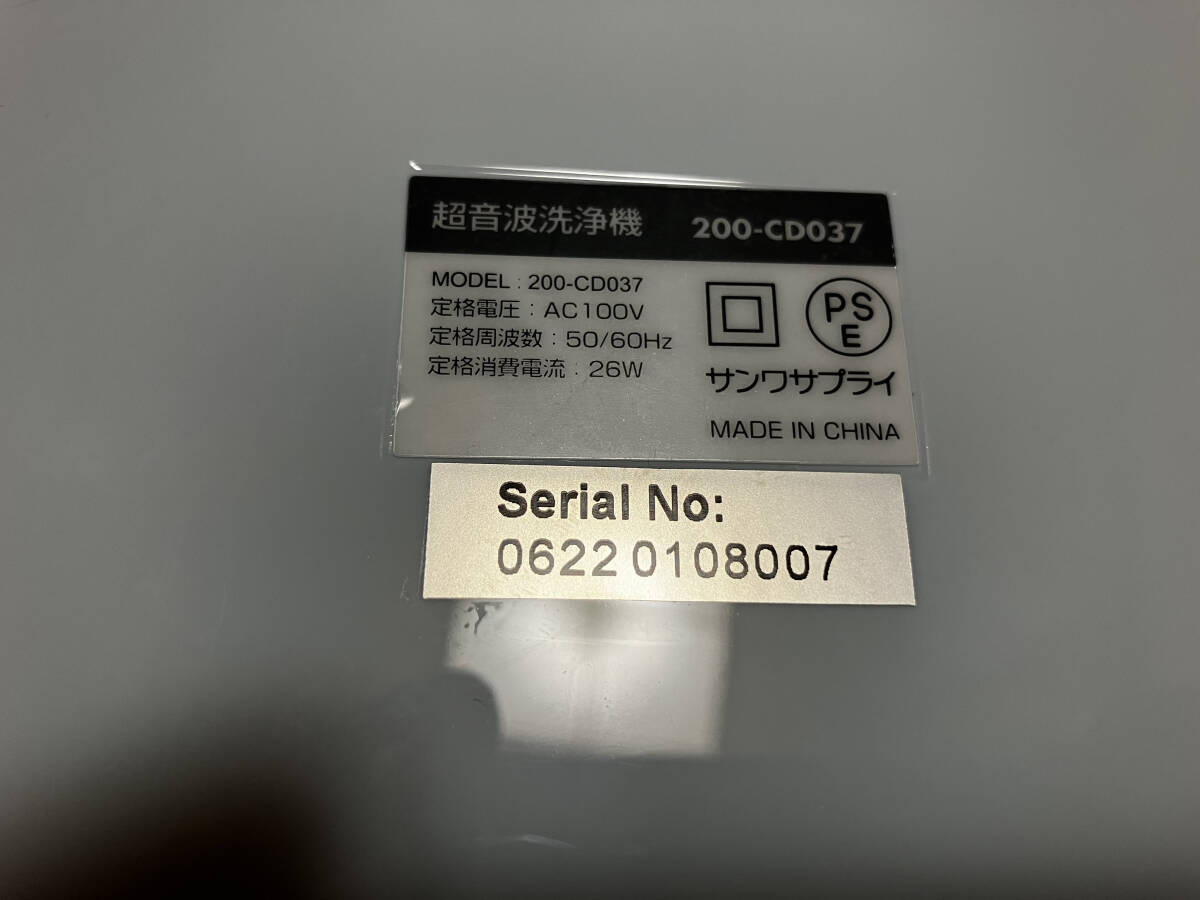 超音波洗浄機 200-CD037
MODEL : 200-CD037
定格電圧 : AC100V
定格周波数 : 50/60Hz
定格消費電流 : 26W
PS
E
サンワサプライ
MADE IN CHINA
Serial No:
06220108007